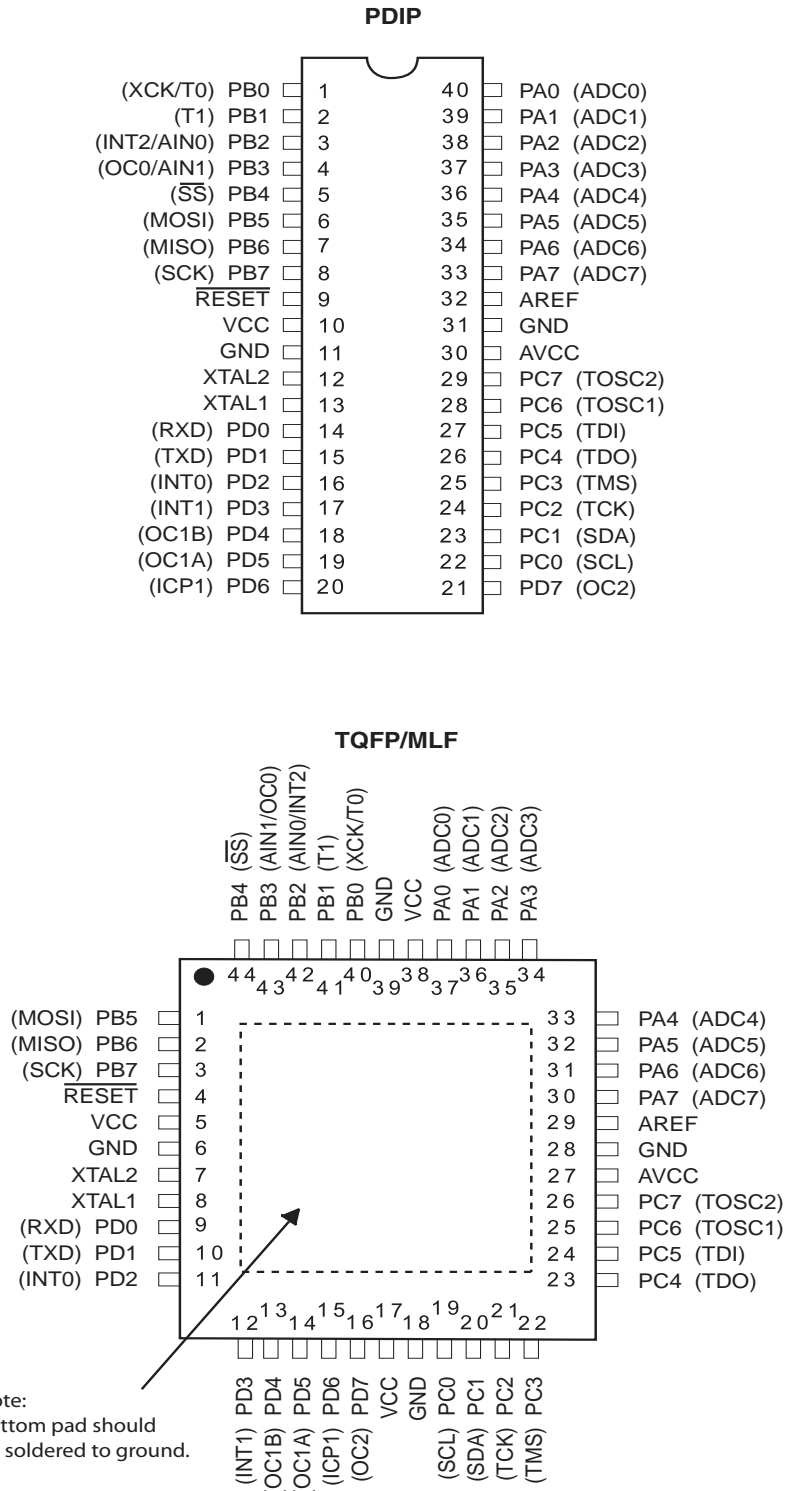 PDIP
(XCK/T0) PB0 1 40 PA0 (ADC0)
(T1) PB1 2 39 PA1 (ADC1)
(INT2/AIN0) PB2 3 38 PA2 (ADC2)
(OC0/AIN1) PB3 4 37 PA3 (ADC3)
(SS) PB4 5 36 PA4 (ADC4)
(MOSI) PB5 6 35 PA5 (ADC5)
(MISO) PB6 7 34 PA6 (ADC6)
(SCK) PB7 8 33 PA7 (ADC7)
RESET 9 32 AREF
VCC 10 31 GND
GND 11 30 AVCC
XTAL2 12 29 PC7 (TOSC2)
XTAL1 13 28 PC6 (TOSC1)
(RXD) PD0 14 27 PC5 (TDI)
(TXD) PD1 15 26 PC4 (TDO)
(INT0) PD2 16 25 PC3 (TMS)
(INT1) PD3 17 24 PC2 (TCK)
(OC1B) PD4 18 23 PC1 (SDA)
(OC1A) PD5 19 22 PC0 (SCL)
(ICP1) PD6 20 21 PD7 (OC2)
TQFP/MLF
PB4 (SS)
PB3 (AIN1/OC0)
PB2 (AIN0/INT2)
PB1 (T1)
PB0 (XCK/T0)
GND
VCC
PA0 (ADC0)
PA1 (ADC1)
PA2 (ADC2)
PA3 (ADC3)
44 43 42 41 40 39 38 37 36 35 34
(MOSI) PB5 1 33 PA4 (ADC4)
(MISO) PB6 2 32 PA5 (ADC5)
(SCK) PB7 3 31 PA6 (ADC6)
RESET 4 30 PA7 (ADC7)
VCC 5 29 AREF
GND 6 28 GND
XTAL2 7 27 AVCC
XTAL1 8 26 PC7 (TOSC2)
(RXD) PD0 9 25 PC6 (TOSC1)
(TXD) PD1 10 24 PC5 (TDI)
(INT0) PD2 11 23 PC4 (TDO)
12 13 14 15 16 17 18 19 20 21 22
(INT1) PD3
OC1B) PD4
OC1A) PD5
(ICP1) PD6
(OC2) PD7
VCC
GND
(SCL) PC0
(SDA) PC1
(TCK) PC2
(TMS) PC3
ote:
ttom pad should
soldered to ground.